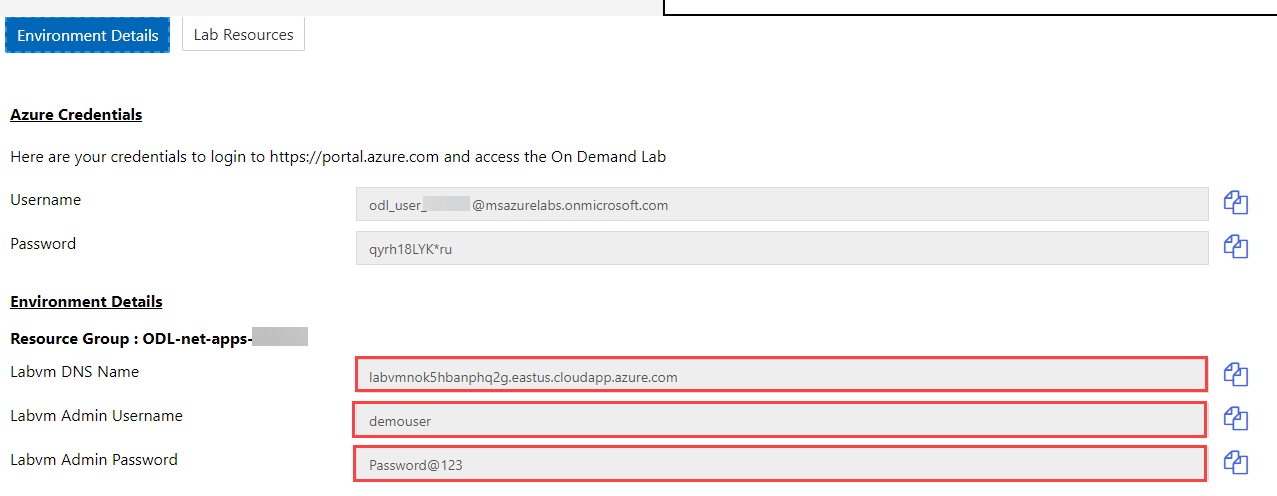 Environment Details Lab Resources
Azure Credentials
Here are your credentials to login to https://portal.azure.com and access the On Demand Lab
Username odl_user_ @msazurelabs.onmicrosoft.com
Password qyrh18LYK*ru
Environment Details
Resource Group : ODL-net-apps-
Labvm DNS Name labvmnok5hbanphq2g.eastus.cloudapp.azure.com
Labvm Admin Username demouser
Labvm Admin Password Password@123